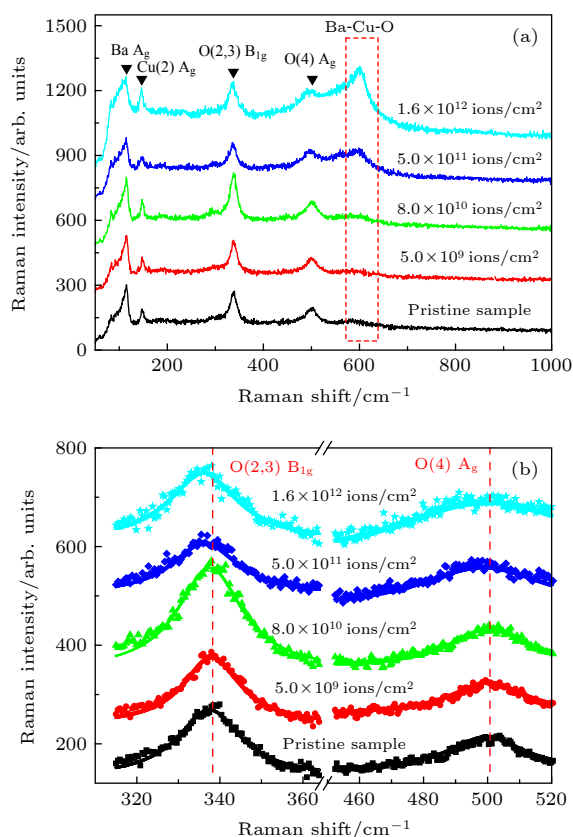 (a)
Ba-Cu-O
Ba A_g
Cu(2) A_g
O(2,3) B_1g
O(4) A_g
1.6×10^12 ions/cm^2
5.0×10^11 ions/cm^2
8.0×10^10 ions/cm^2
5.0×10^9 ions/cm^2
Pristine sample
1500
1200
900
600
300
0
Raman intensity/arb. units
200 400 600 800 1000
Raman shift/cm^-1
(b)
O(2,3) B_1g
O(4) A_g
1.6×10^12 ions/cm^2
5.0×10^11 ions/cm^2
8.0×10^10 ions/cm^2
5.0×10^9 ions/cm^2
Pristine sample
800
600
400
200
Raman intensity/arb. units
320 340 360 460 480 500 520
Raman shift/cm^-1